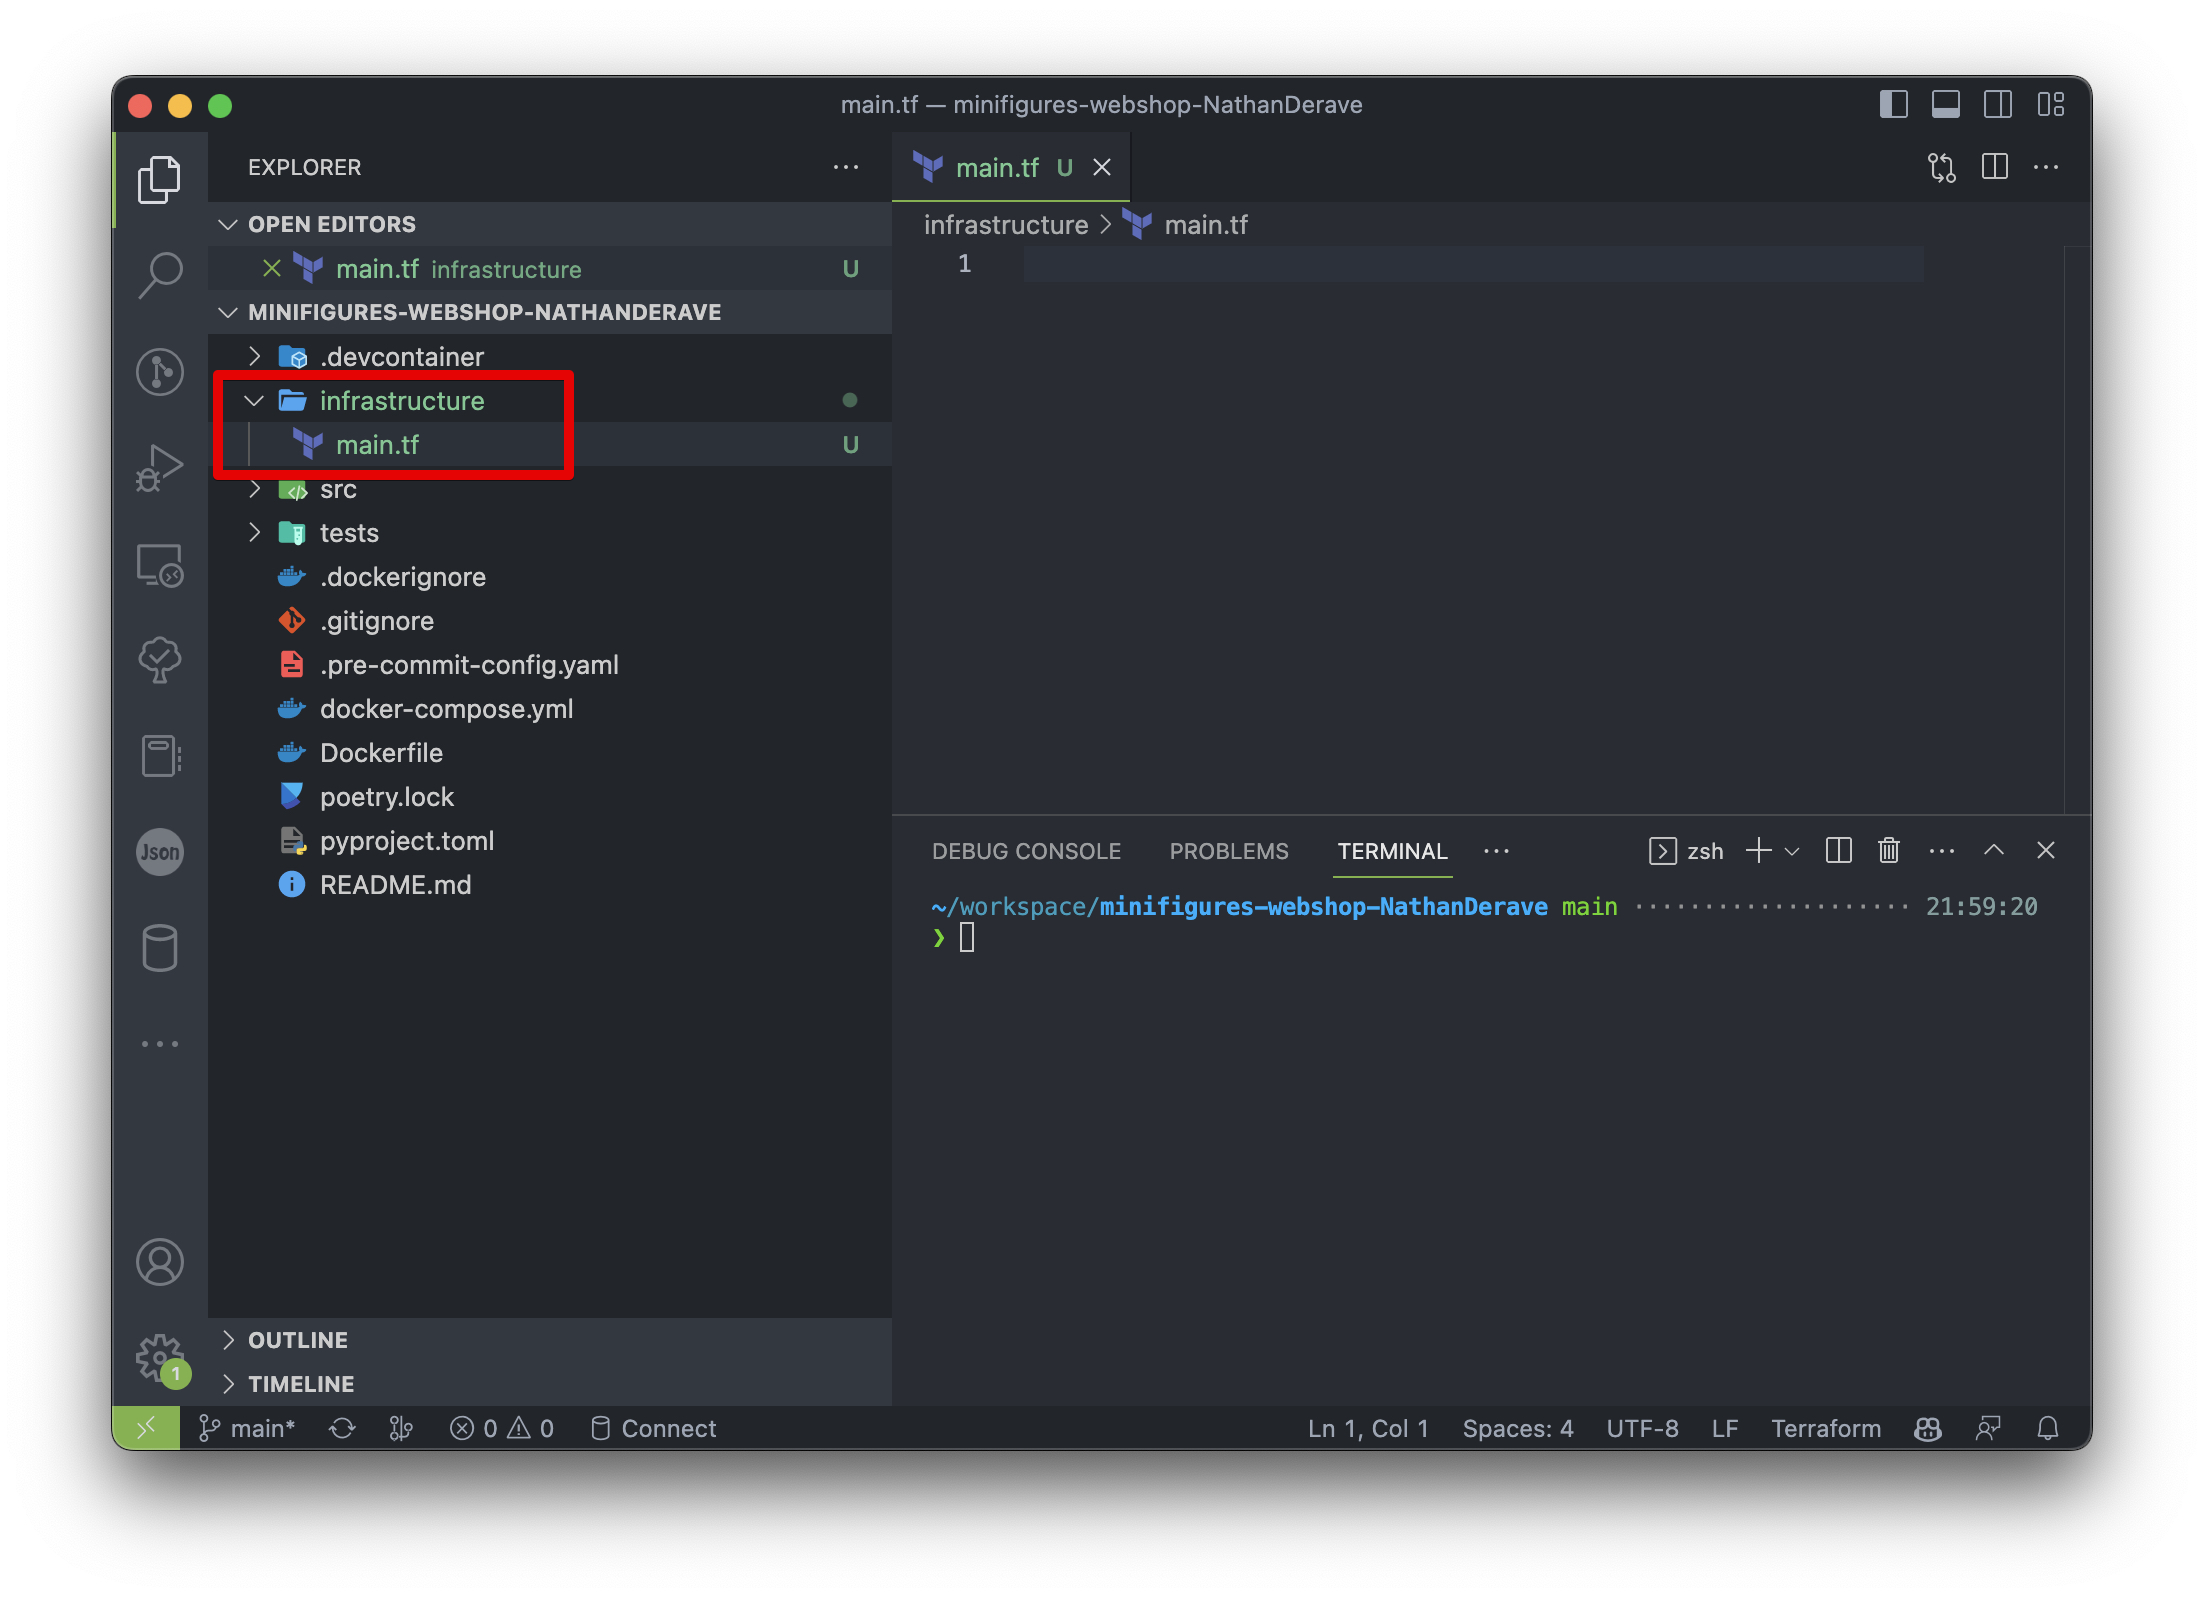 main.tf — minifigures-webshop-NathanDerave
EXPLORER
OPEN EDITORS
main.tf infrastructure U
MINIFIGURES-WEBSHOP-NATHANDERAVE
.devcontainer
infrastructure
main.tf U
src
tests
.dockerignore
.gitignore
.pre-commit-config.yaml
docker-compose.yml
Dockerfile
poetry.lock
pyproject.toml
README.md
OUTLINE
TIMELINE
Json
1
main.tf U
infrastructure > main.tf
1
DEBUG CONSOLE PROBLEMS TERMINAL ··· zsh
~/workspace/minifigures-webshop-NathanDerave main ···················· 21:59:20
❯
main* 0 0 Connect Ln 1, Col 1 Spaces: 4 UTF-8 LF Terraform